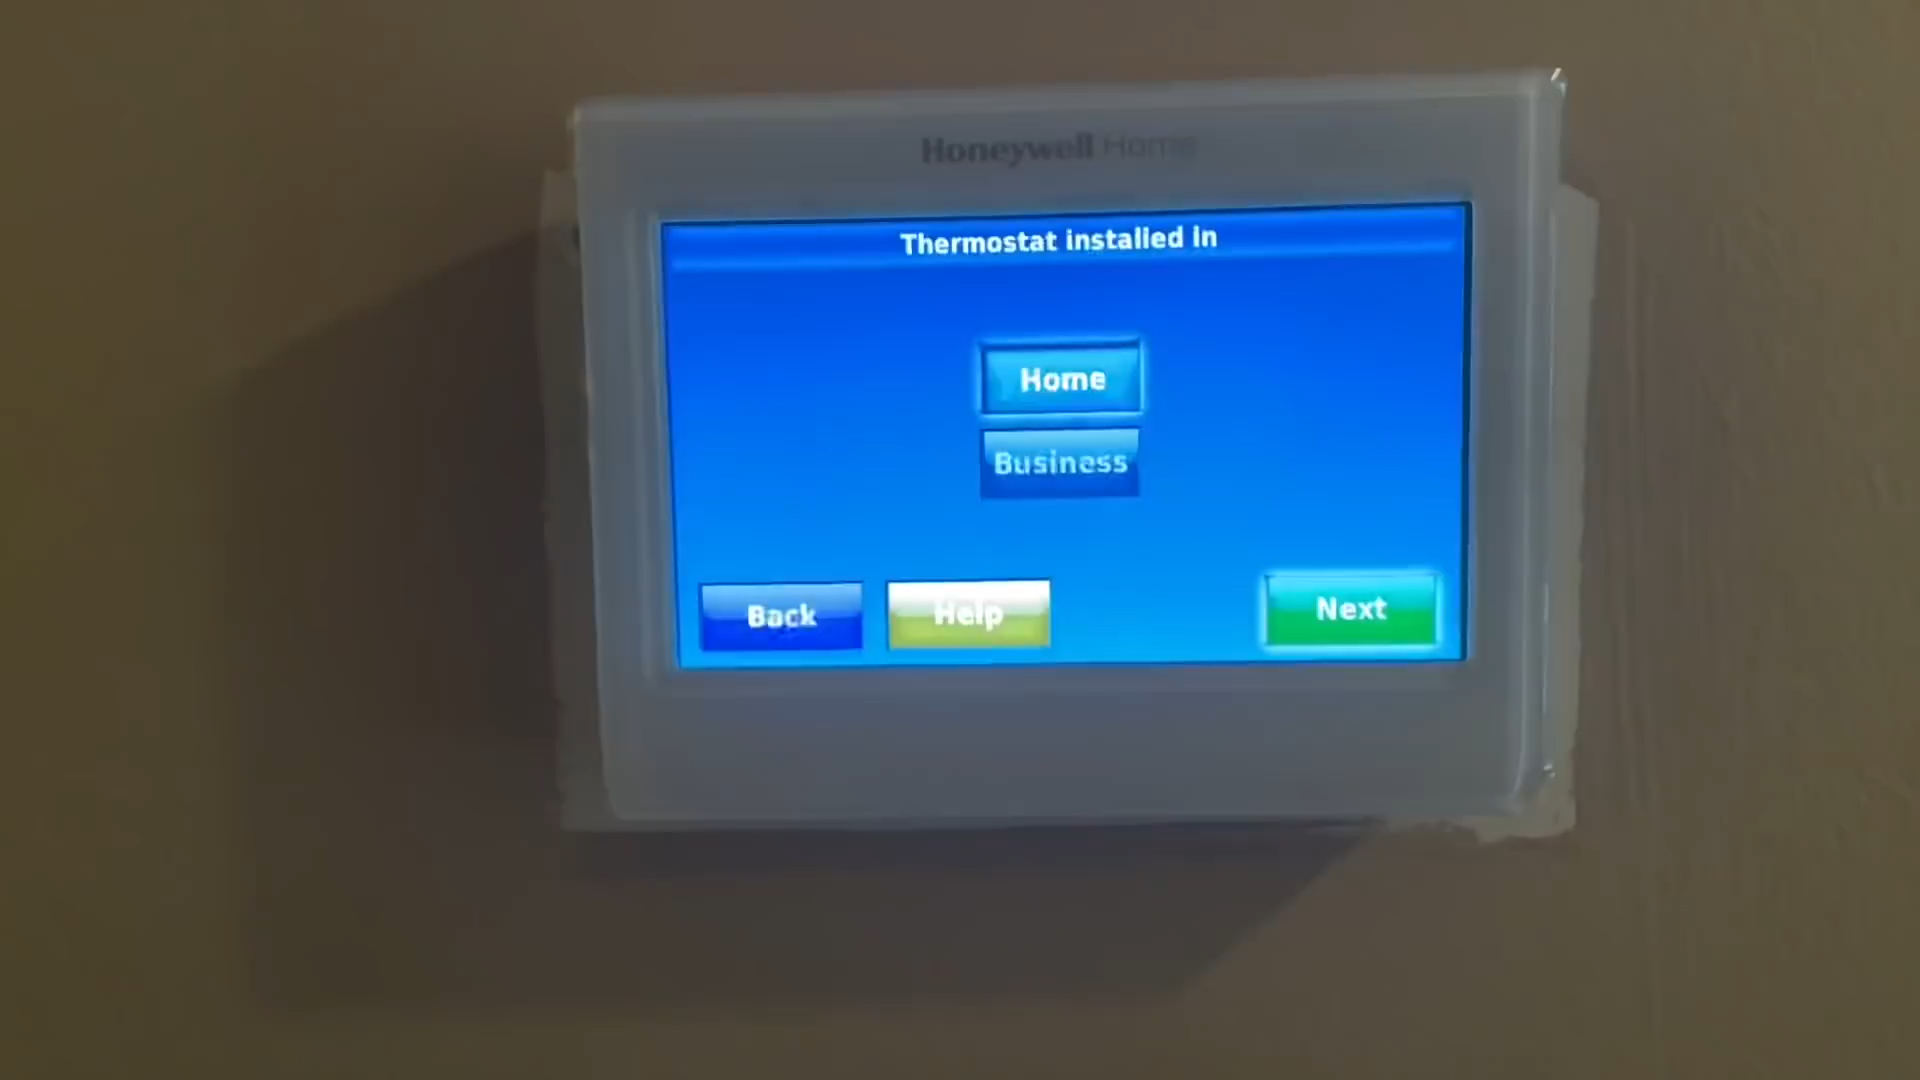 Honeywell Home
Thermostat installed in
Home
Business
Back Help Next